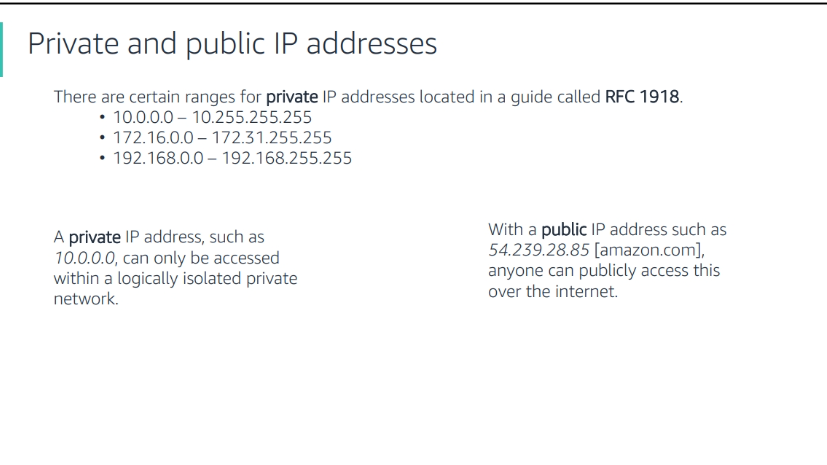 Private and public IP addresses
There are certain ranges for private IP addresses located in a guide called RFC 1918.
• 10.0.0.0 – 10.255.255.255
• 172.16.0.0 – 172.31.255.255
• 192.168.0.0 – 192.168.255.255
A private IP address, such as
10.0.0.0, can only be accessed
within a logically isolated private
network.
With a public IP address such as
54.239.28.85 [amazon.com],
anyone can publicly access this
over the internet.